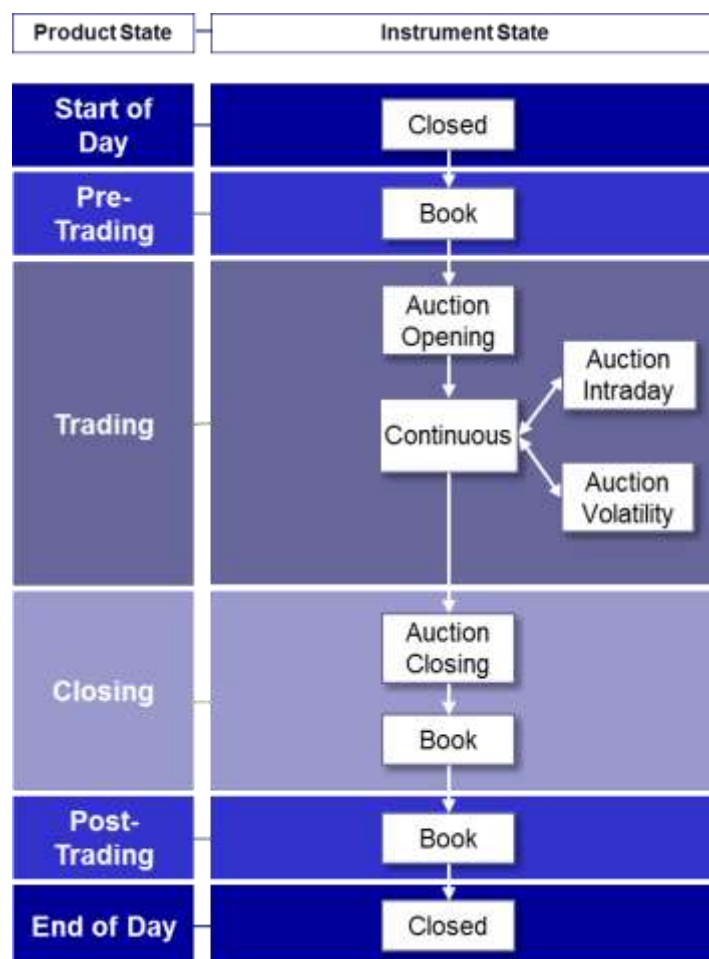 Product State
Instrument State
Start of
Day
Closed
Pre-
Trading
Book
Trading
Auction
Opening
Continuous
Auction
Intraday
Auction
Volatility
Closing
Auction
Closing
Book
Post-
Trading
Book
End of Day
Closed